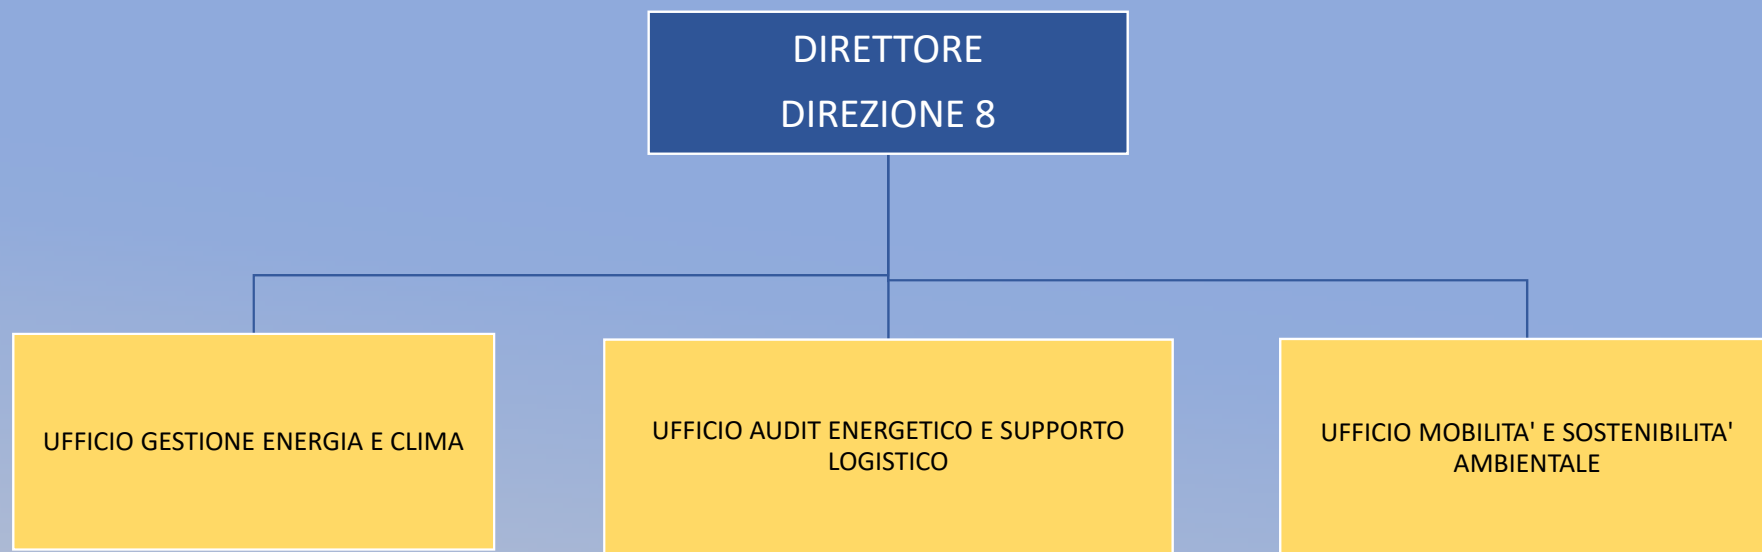 DIRETTORE
DIREZIONE 8
UFFICIO GESTIONE ENERGIA E CLIMA
UFFICIO AUDIT ENERGETICO E SUPPORTO
LOGISTICO
UFFICIO MOBILITA' E SOSTENIBILITA'
AMBIENTALE